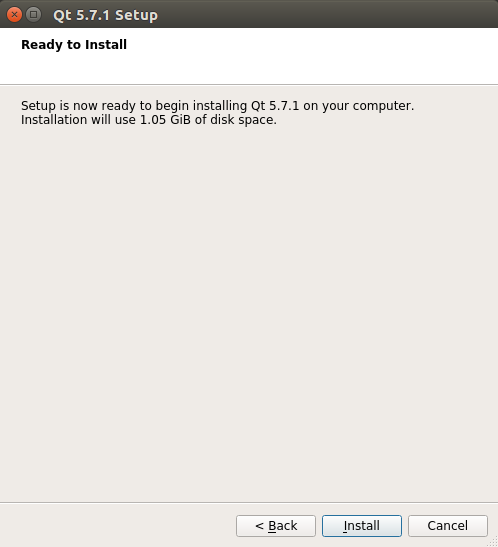 Qt 5.7.1 Setup
Ready to Install
Setup is now ready to begin installing Qt 5.7.1 on your computer.
Installation will use 1.05 GiB of disk space.
< Back Install Cancel